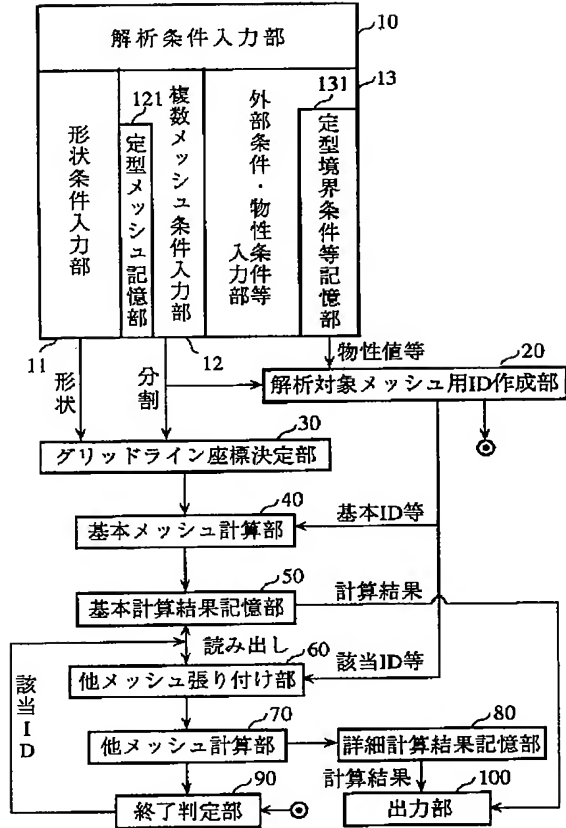 解析条件入力部
10
13
形状条件入力部
121
定型メッシュ記憶部
複数メッシュ条件入力部
外部条件・物性条件等
入力部
131
定型境界条件等記憶部
11
12
形状
分割
物性値等
20
解析対象メッシュ用ID作成部
30
グリッドライン座標決定部
40
基本メッシュ計算部
基本ID等
50
基本計算結果記憶部
計算結果
読み出し
60
他メッシュ張り付け部
該当ID等
該当ID
70
他メッシュ計算部
80
詳細計算結果記憶部
計算結果
90
終了判定部
100
出力部